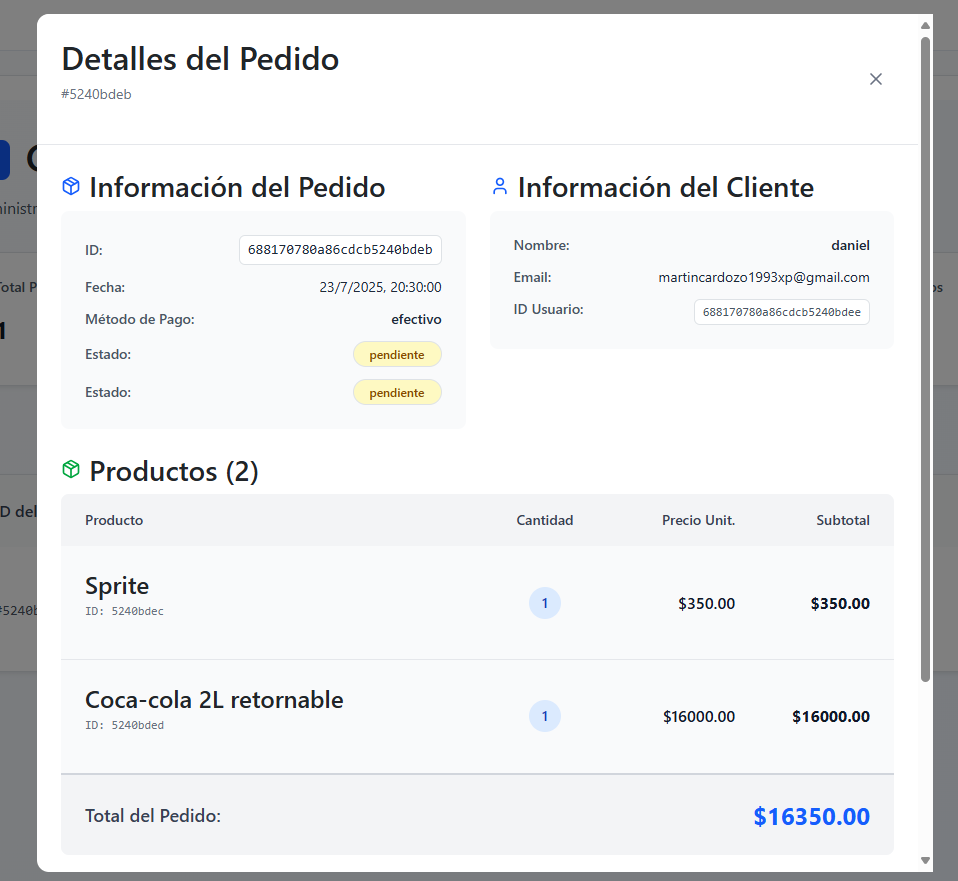 Detalles del Pedido
#5240bdeb
Información del Pedido
ID: 688170780a86cdcb5240bdeb
Fecha: 23/7/2025, 20:30:00
Método de Pago: efectivo
Estado: pendiente
Estado: pendiente
Información del Cliente
Nombre: daniel
Email: martincardozo1993xp@gmail.com
ID Usuario: 688170780a86cdcb5240bdee
Productos (2)
Producto Cantidad Precio Unit. Subtotal
Sprite
ID: 5240bdec
1 $350.00 $350.00
Coca-cola 2L retornable
ID: 5240bded
1 $16000.00 $16000.00
Total del Pedido: $16350.00